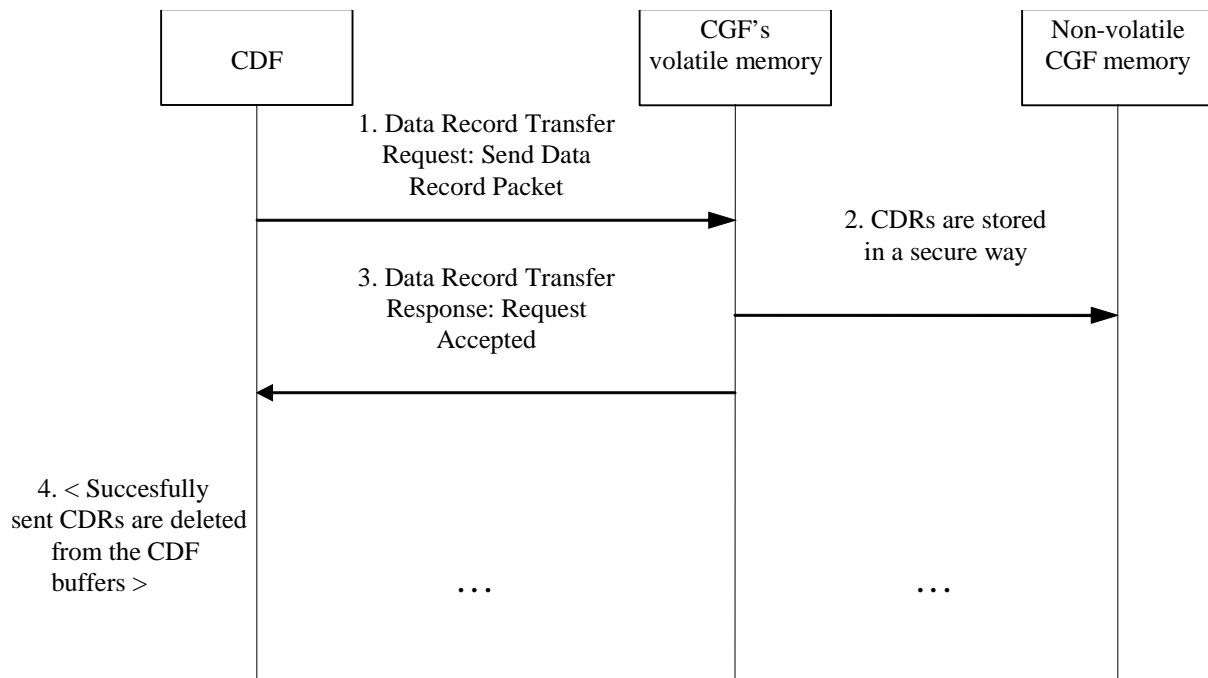 CDF
CGF's
volatile memory
Non-volatile
CGF memory
1. Data Record Transfer
Request: Send Data
Record Packet
2. CDRs are stored
in a secure way
3. Data Record Transfer
Response: Request
Accepted
4. < Succesfully
sent CDRs are deleted
from the CDF
buffers >
...
...